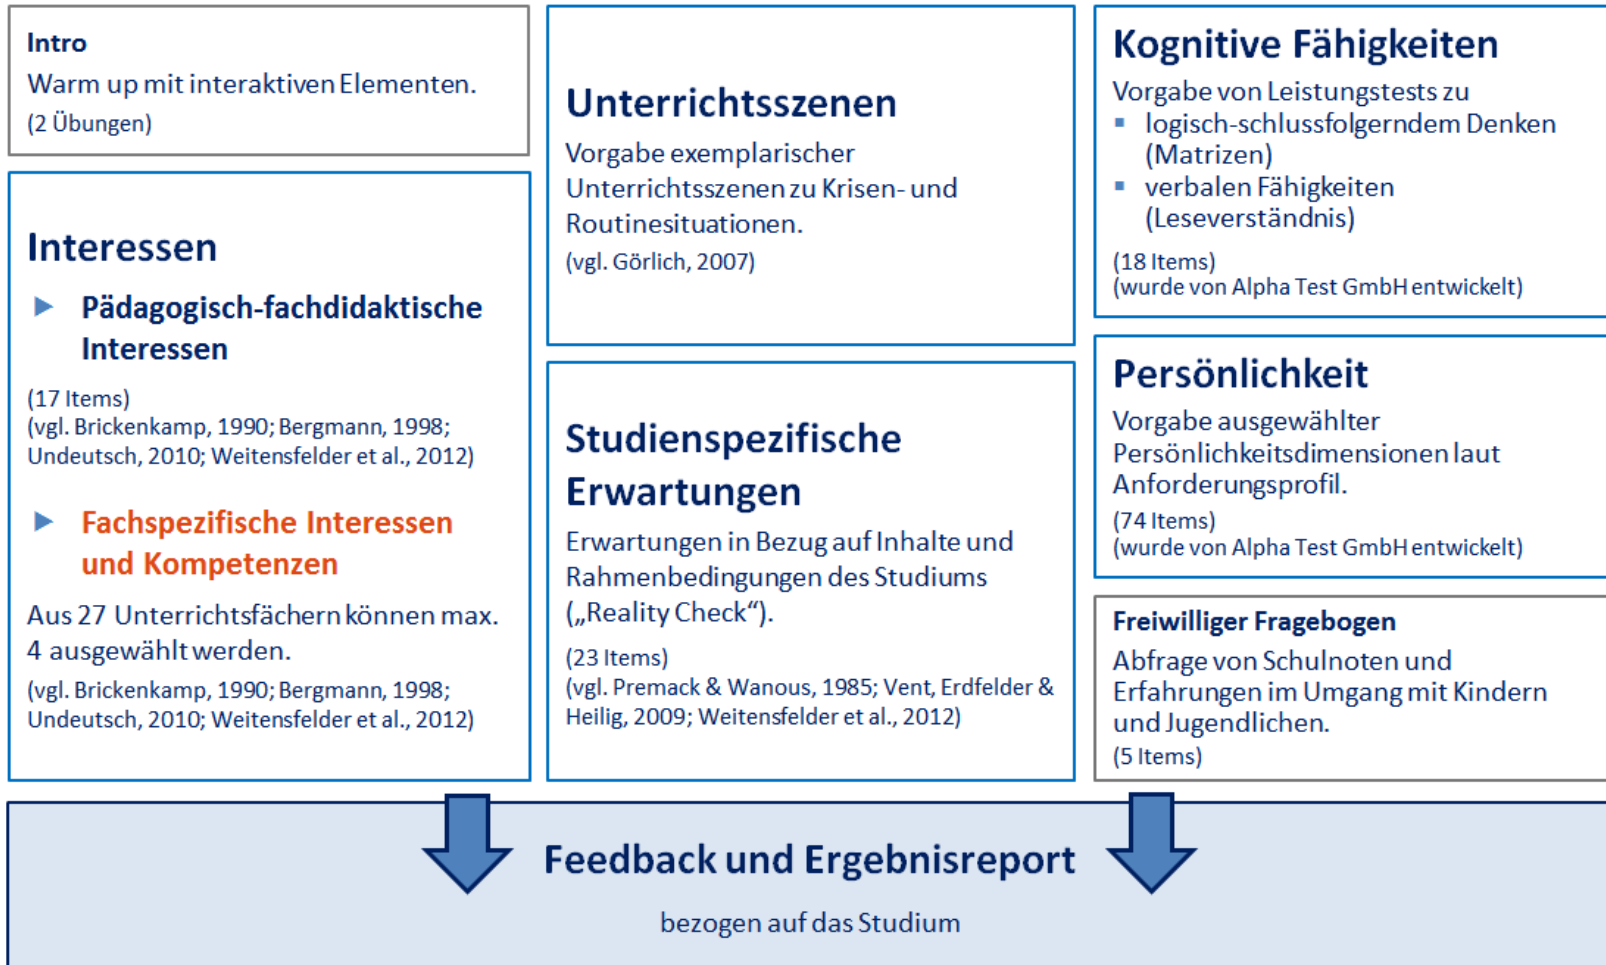 Intro
Warm up mit interaktiven Elementen.
(2 Übungen)
Interessen
Pädagogisch-fachdidaktische
Interessen
(17 Items)
(vgl. Brickenkamp, 1990; Bergmann, 1998;
Undeutsch, 2010; Weitensfelder et al., 2012)
Fachspezifische Interessen
und Kompetenzen
Aus 27 Unterrichtsfächern können max.
4 ausgewählt werden.
(vgl. Brickenkamp, 1990; Bergmann, 1998;
Undeutsch, 2010; Weitensfelder et al., 2012)
Unterrichtsszenen
Vorgabe exemplarischer
Unterrichtsszenen zu Krisen- und
Routinesituationen.
(vgl. Görlich, 2007)
Studienspezifische
Erwartungen
Erwartungen in Bezug auf Inhalte und
Rahmenbedingungen des Studiums
(„Reality Check“).
(23 Items)
(vgl. Premack & Wanous, 1985; Vent, Erdfelder &
Heilig, 2009; Weitensfelder et al., 2012)
Kognitive Fähigkeiten
Vorgabe von Leistungstests zu
▪ logisch-schlussfolgerndem Denken
(Matrizen)
▪ verbalen Fähigkeiten
(Leseverständnis)
(18 Items)
(wurde von Alpha Test GmbH entwickelt)
Persönlichkeit
Vorgabe ausgewählter
Persönlichkeitsdimensionen laut
Anforderungsprofil.
(74 Items)
(wurde von Alpha Test GmbH entwickelt)
Freiwilliger Fragebogen
Abfrage von Schulnoten und
Erfahrungen im Umgang mit Kindern
und Jugendlichen.
(5 Items)
Feedback und Ergebnisreport
bezogen auf das Studium